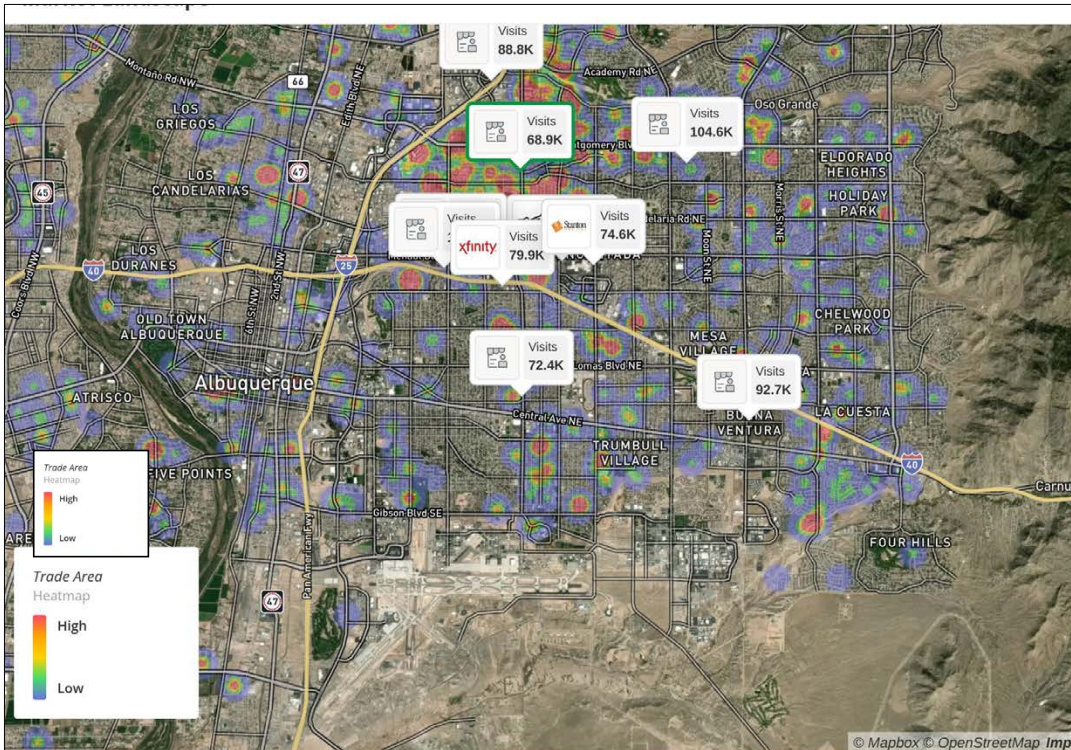 Visits
88.8K
Montaño Rd NW
66
Edith Blvd NE
Academy Rd NE
LOS
GRIEGOS
Visits
68.9K
Visits
104.6K
Oso Grande
ELDORADO
HEIGHTS
47
LOS
CANDELARIAS
45
HOLIDAY
PARK
Morris St NE
Moon St NE
Visits
xfinity
Visits
79.9K
Stanton
Visits
74.6K
LOS
DURANES
40
25
Coors Blvd NW
2nd St NW
6th St NW
OLD TOWN
ALBUQUERQUE
CHELWOOD
PARK
MESA
VILLAGE
Visits
72.4K
Lomas Blvd NE
Visits
92.7K
Albuquerque
ATRISCO
Central Ave NE
BUENA
VENTURA
LA CUESTA
TRUMBULL
VILLAGE
40
FIVE POINTS
Trade Area
Heatmap
High
Low
Gibson Blvd SE
Pan American Fwy
FOUR HILLS
47
Trade Area
Heatmap
High
Low
© Mapbox © OpenStreetMap